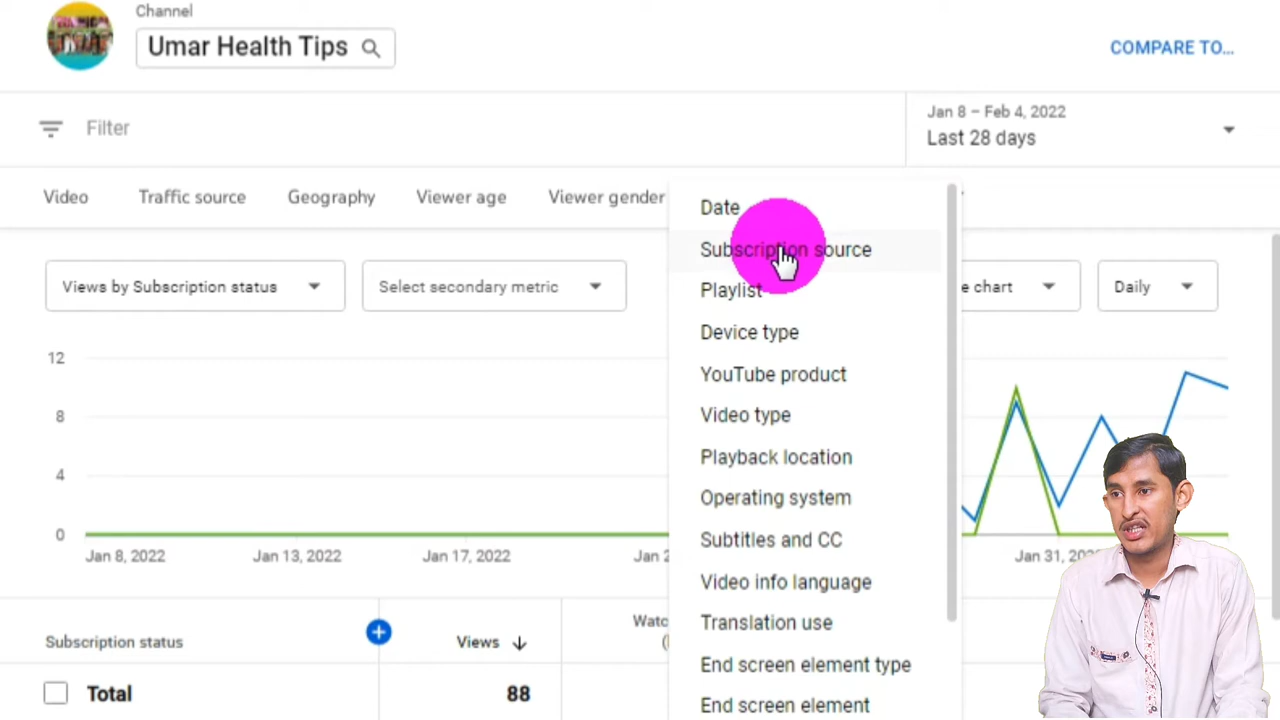 Channel
Umar Health Tips
COMPARE TO...
Filter
Jan 8 – Feb 4, 2022
Last 28 days
Video Traffic source Geography Viewer age Viewer gender
Date
Subscription source
Playlist
Device type
YouTube product
Video type
Playback location
Operating system
Subtitles and CC
Video info language
Translation use
End screen element type
End screen element
Views by Subscription status
Select secondary metric
chart
Daily
12
8
4
0
Jan 8, 2022 Jan 13, 2022 Jan 17, 2022 Jan Jan 31,
Subscription status
Views
Total
88